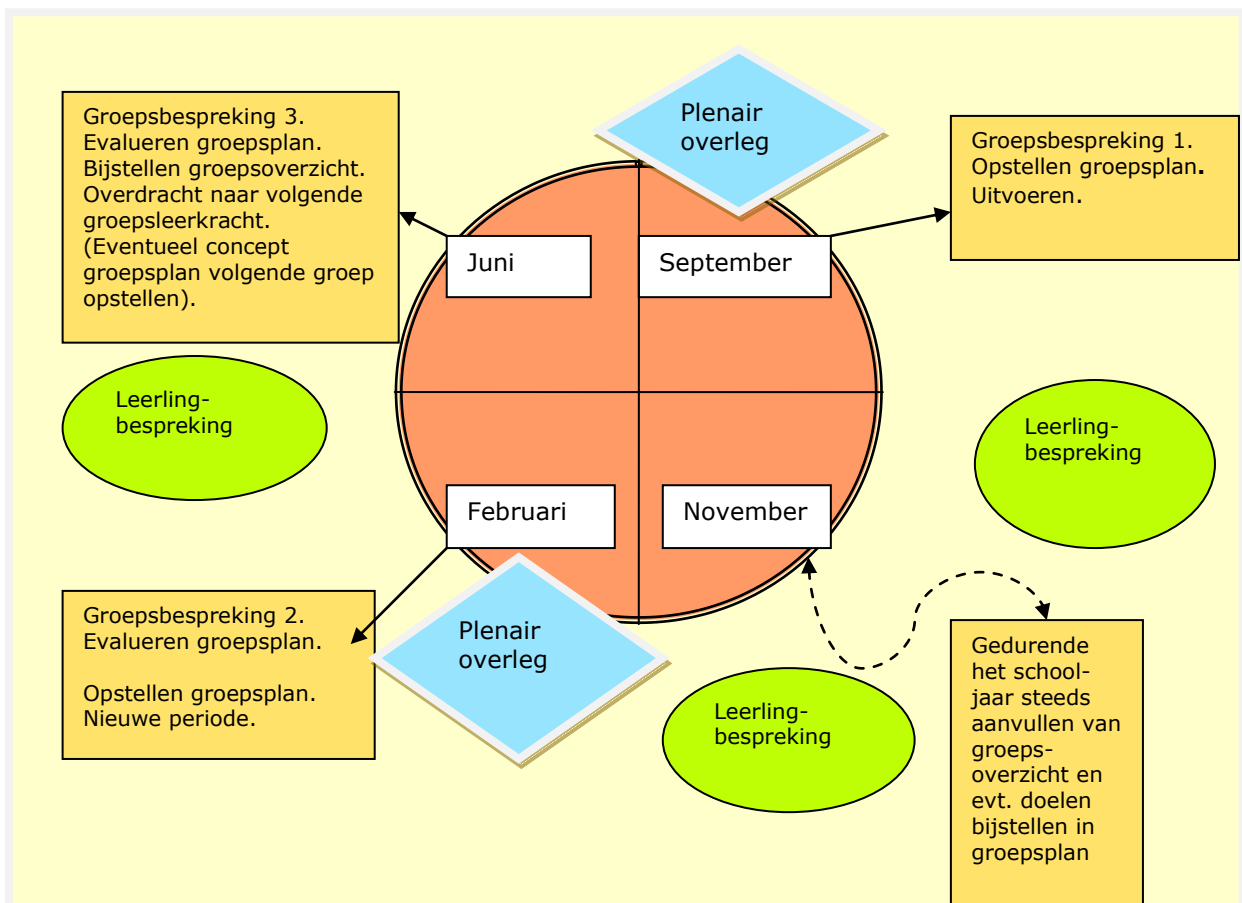 Plenair
overleg
Groepsbespreking 3.
Evalueren groepsplan.
Bijstellen groepsoverzicht.
Overdracht naar volgende
groepsleerkracht.
(Eventueel concept
groepsplan volgende groep
opstellen).
Groepsbespreking 1.
Opstellen groepsplan.
Uitvoeren.
Juni
September
Leerling-
bespreking
Leerling-
bespreking
Februari
November
Groepsbespreking 2.
Evalueren groepsplan.
Opstellen groepsplan.
Nieuwe periode.
Plenair
overleg
Leerling-
bespreking
Gedurende
het school-
jaar steeds
aanvullen van
groeps-
overzicht en
evt. doelen
bijstellen in
groepsplan